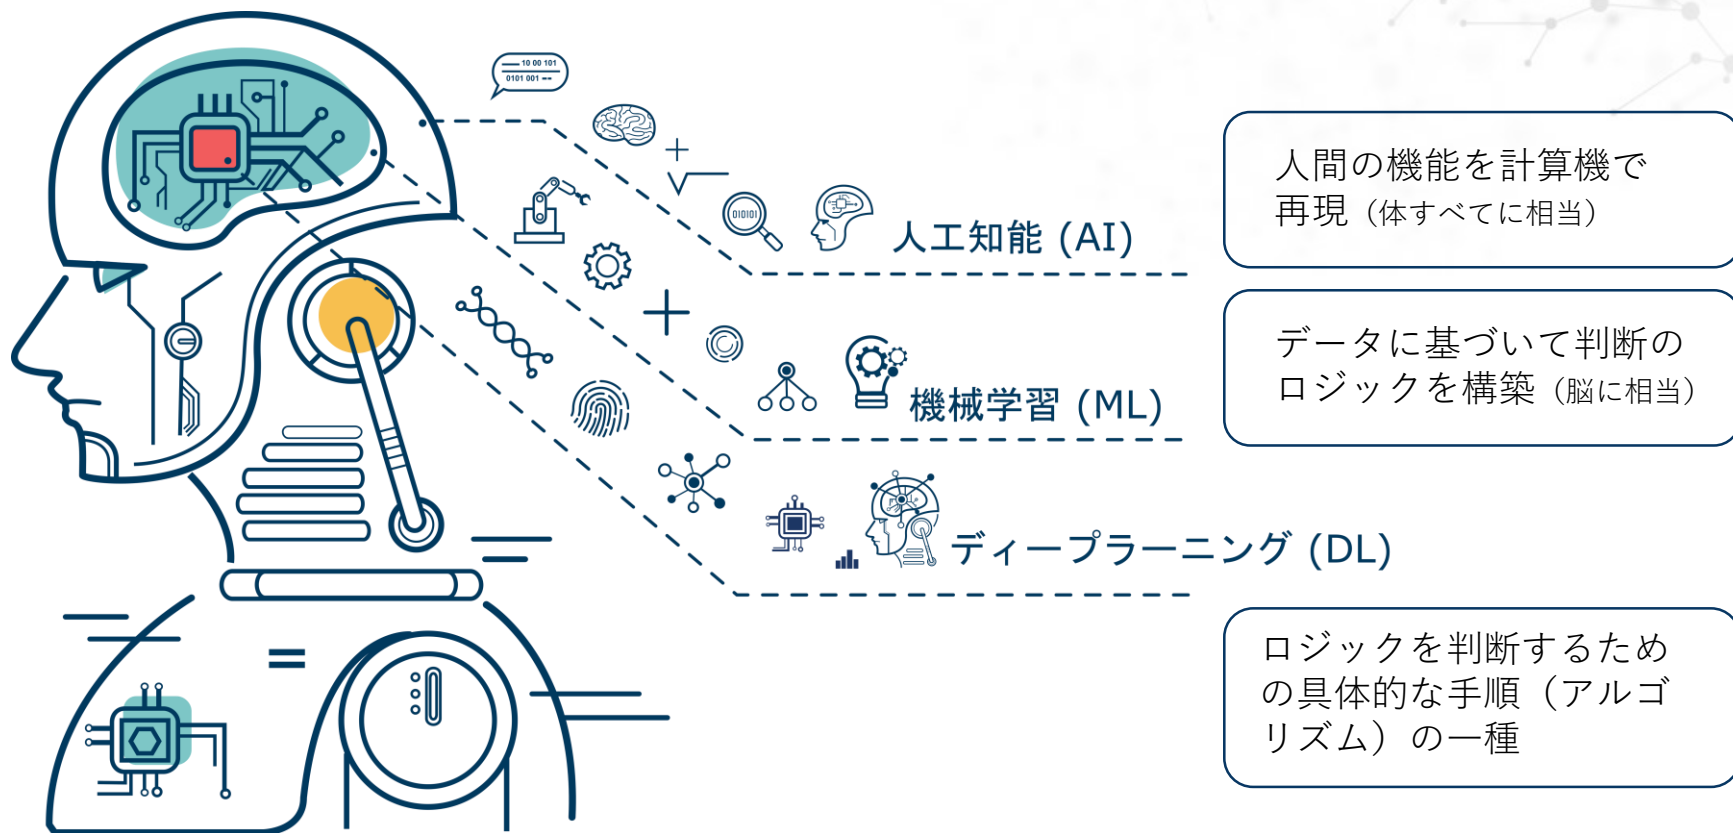 10 00 101
0101 001
010101
人工知能 (AI)
人間の機能を計算機で
再現（体すべてに相当）
機械学習 (ML)
データに基づいて判断の
ロジックを構築（脳に相当）
ディープラーニング (DL)
ロジックを判断するため
の具体的な手順（アルゴ
リズム）の一種